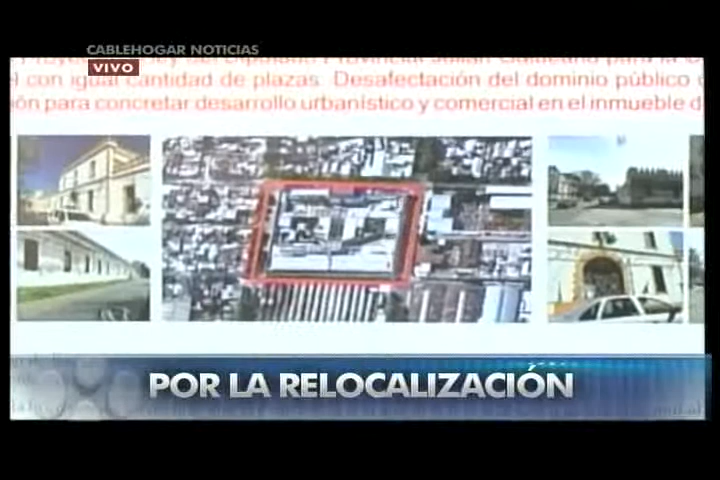 CABLEHOGAR NOTICIAS
VIVO
con igual cantidad de plazas. Desafectación del dominio público
para concretar desarrollo urbanístico y comercial en el inmueble
POR LA RELOCALIZACIÓN